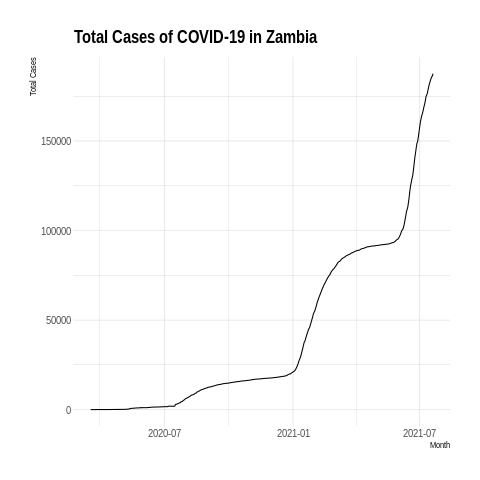 Total Cases of COVID-19 in Zambia
Total Cases
150000
100000
50000
0
2020-07
2021-01
2021-07
Month